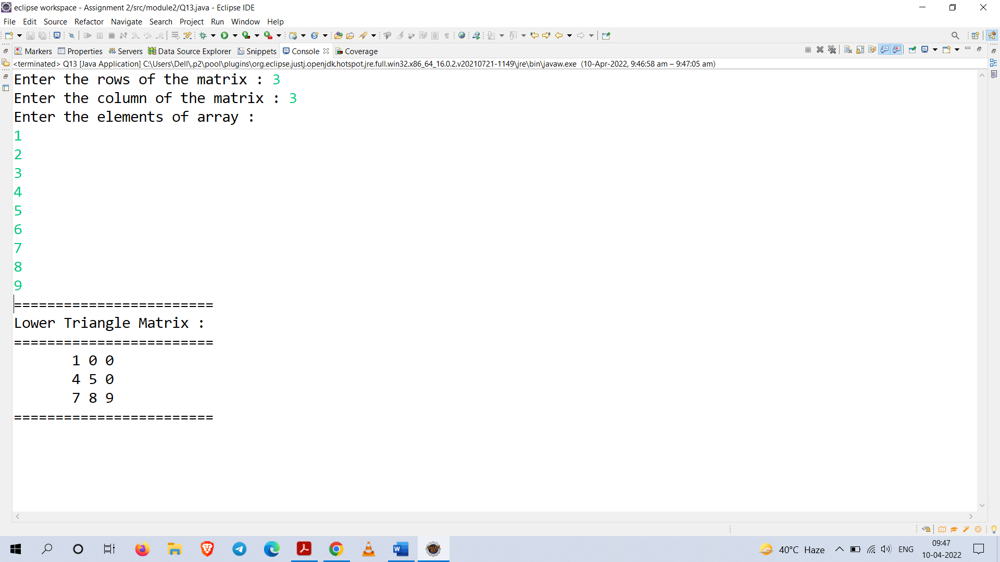 eclipse workspace - Assignment 2/src/module2/Q13.java - Eclipse IDE
File Edit Source Refactor Navigate Search Project Run Window Help
Markers Properties Servers Data Source Explorer Snippets Console Coverage
<terminated> Q13 [Java Application] C:\Users\Dell\.p2\pool\plugins\org.eclipse.justj.openjdk.hotspot.jre.full.win32.x86_64_16.0.2.v20210721-1149\jre\bin\javaw.exe (10-Apr-2022, 9:46:58 am – 9:47:05 am)
Enter the rows of the matrix : 3
Enter the column of the matrix : 3
Enter the elements of array :
1
2
3
4
5
6
7
8
9
========================
Lower Triangle Matrix :
========================
1 0 0
4 5 0
7 8 9
========================
40°C Haze ENG 09:47
10-04-2022